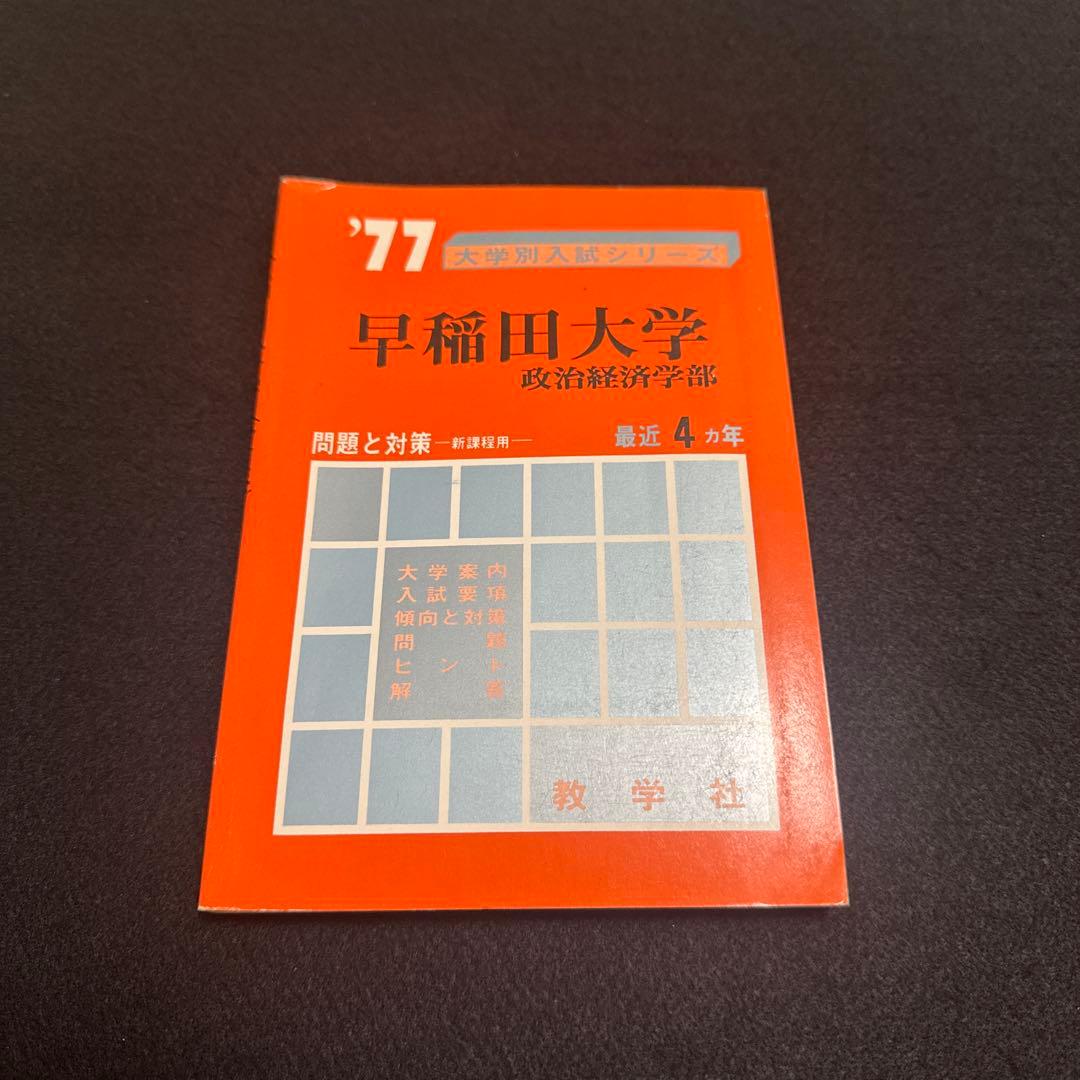 '77
大学別入試シリーズ
早稲田大学
政治経済学部
問題と対策—新課程用—
最近4ヵ年
大学案内
入試要項
傾向と対策
問題
ヒント
解答
教学社